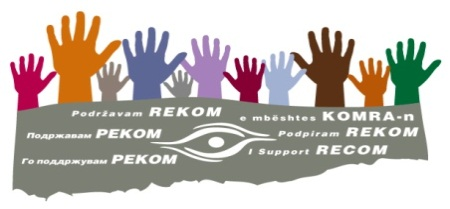 Podržavam REKOM
e mbështes KOMRA-n
Подржавам РЕКОМ
Podpiram REKOM
Го поддржувам РЕКОМ
I Support RECOM